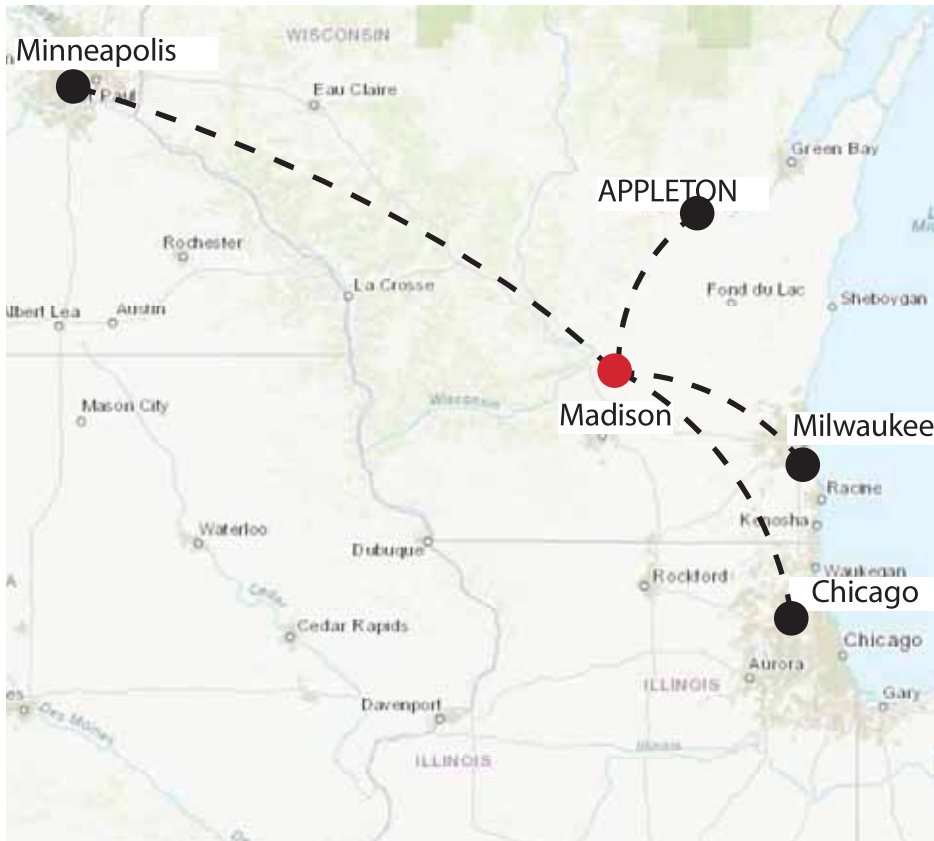 WISCONSIN
Minneapolis
Paul
Eau Claire
Green Bay
APPLETON
Rochester
La Crosse
Fond du Lac
Sheboygan
Albert Lea
Austin
Mason City
Wisconsin
Madison
Milwaukee
Racine
Kenosha
Waterloo
Dubuque
Rockford
Waukegan
Chicago
Cedar
Cedar Rapids
Chicago
Aurora
ILLINOIS
Gary
Davenport
Des Moines
Illinois
ILLINOIS